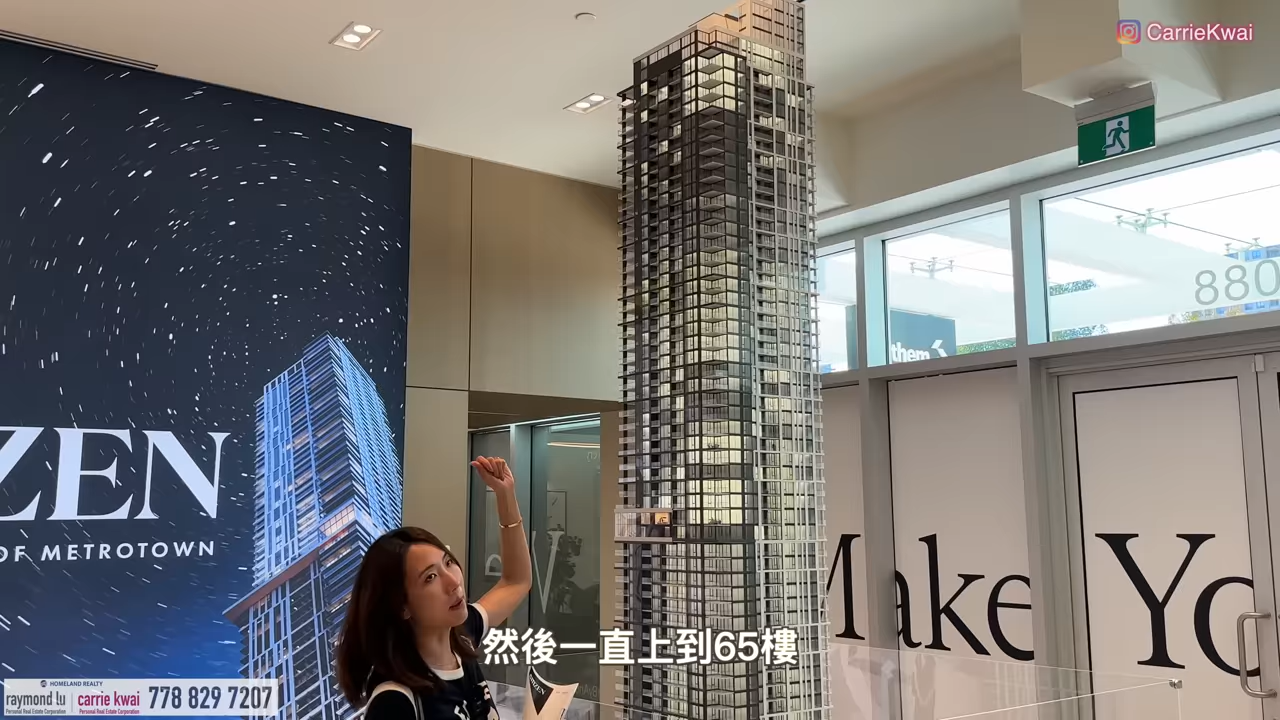 CarrieKwai
880
them
ZEN
OF METROTOWN
Make Yo
然後一直上到65樓
HOMELAND REALTY
raymond lu
Personal Real Estate Corporation
carrie kwai
Personal Real Estate Corporation
778 829 7207